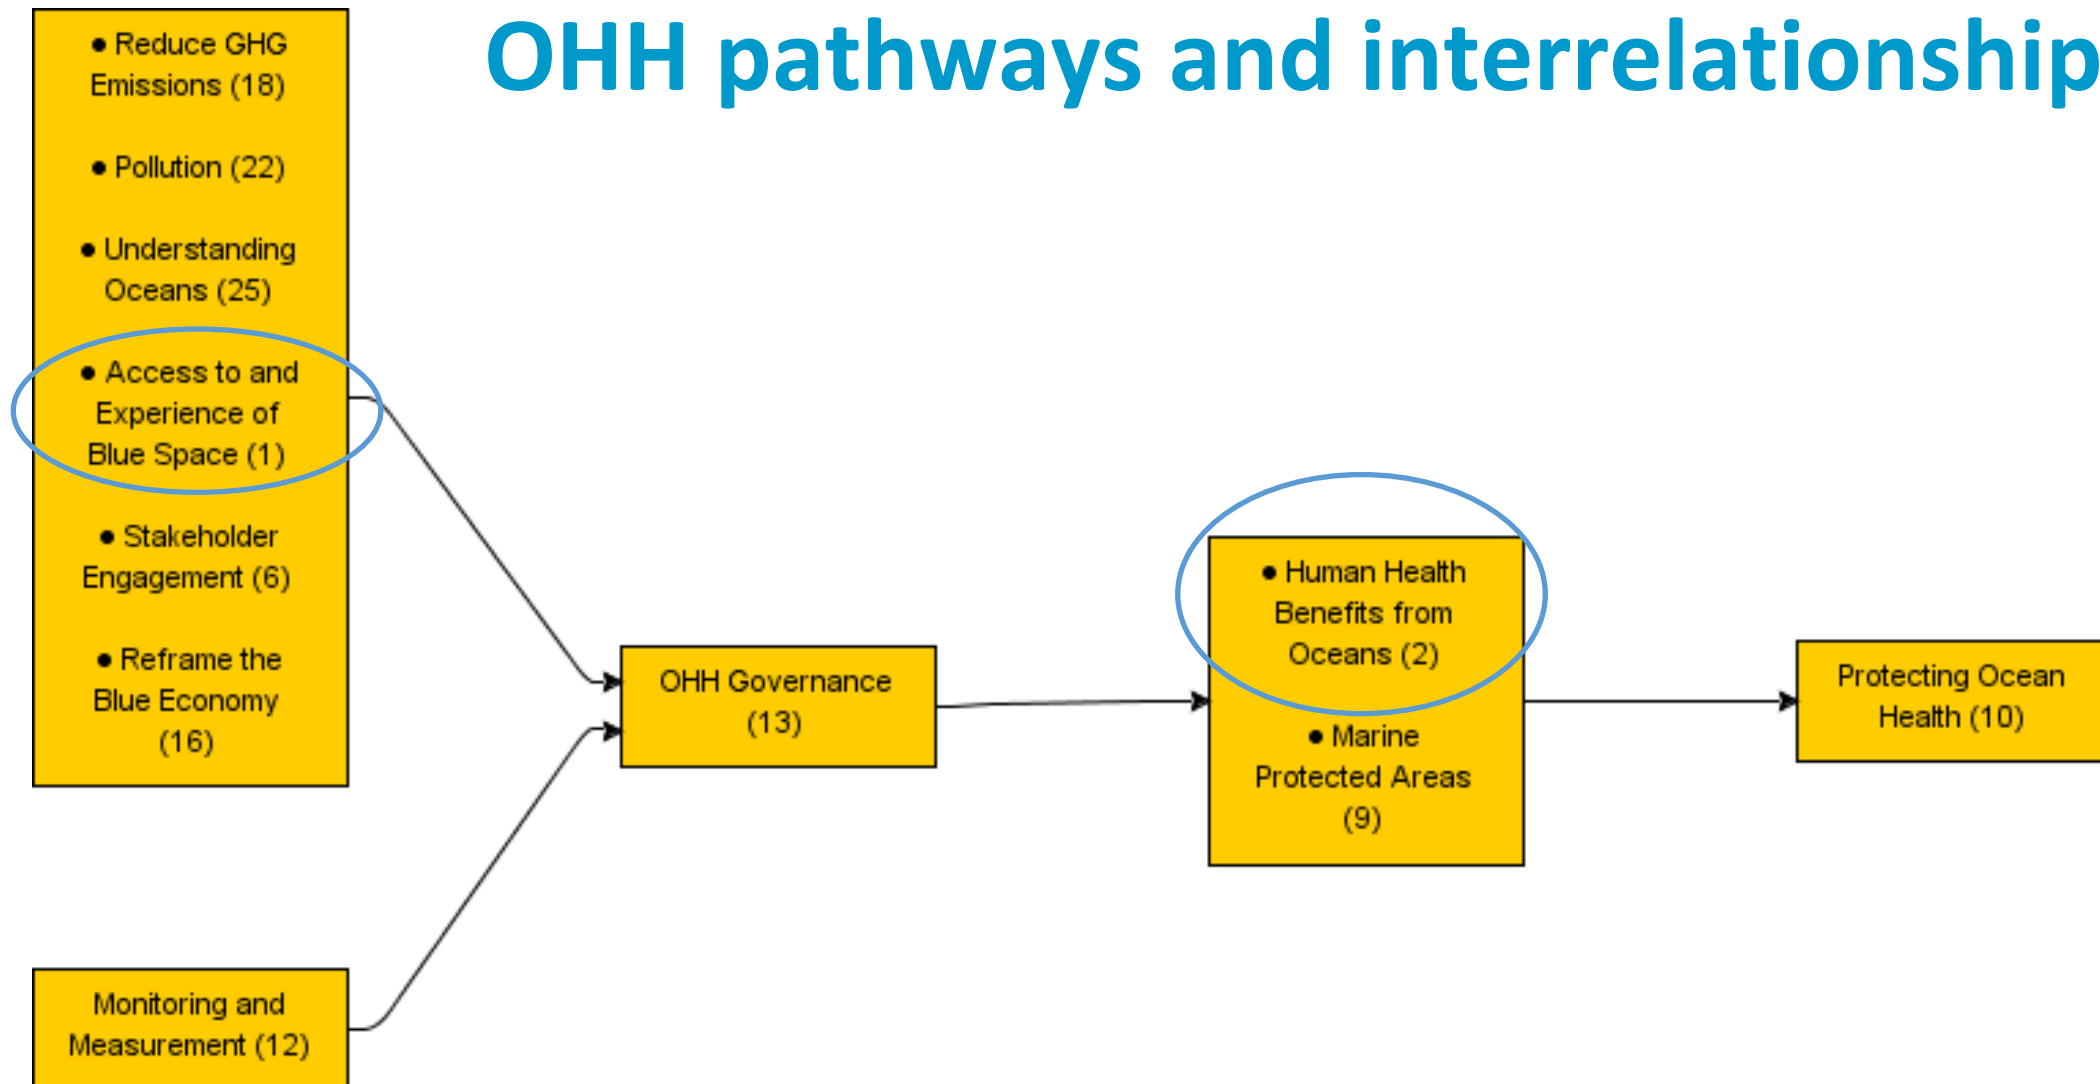 OHH pathways and interrelationship
● Reduce GHG
Emissions (18)
● Pollution (22)
● Understanding
Oceans (25)
● Access to and
Experience of
Blue Space (1)
● Stakeholder
Engagement (6)
● Reframe the
Blue Economy
(16)
Monitoring and
Measurement (12)
OHH Governance
(13)
● Human Health
Benefits from
Oceans (2)
● Marine
Protected Areas
(9)
Protecting Ocean
Health (10)